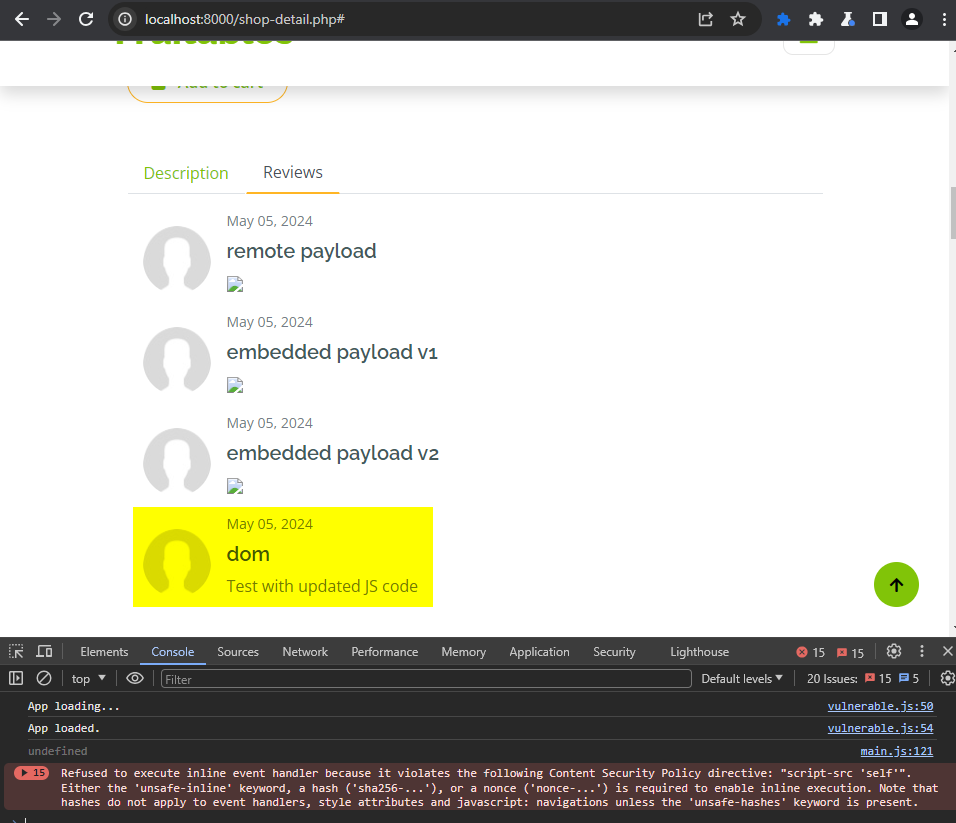 localhost:8000/shop-detail.php#
Add to cart
Description Reviews
May 05, 2024
remote payload
May 05, 2024
embedded payload v1
May 05, 2024
embedded payload v2
May 05, 2024
dom
Test with updated JS code
Elements Console Sources Network Performance Memory Application Security Lighthouse 15 15
top Filter Default levels 20 Issues: 15 5
App loading... vulnerable.js:50
App loaded. vulnerable.js:54
undefined main.js:121
15 Refused to execute inline event handler because it violates the following Content Security Policy directive: "script-src 'self'".
Either the 'unsafe-inline' keyword, a hash ('sha256-...'), or a nonce ('nonce-...') is required to enable inline execution. Note that
hashes do not apply to event handlers, style attributes and javascript: navigations unless the 'unsafe-hashes' keyword is present.